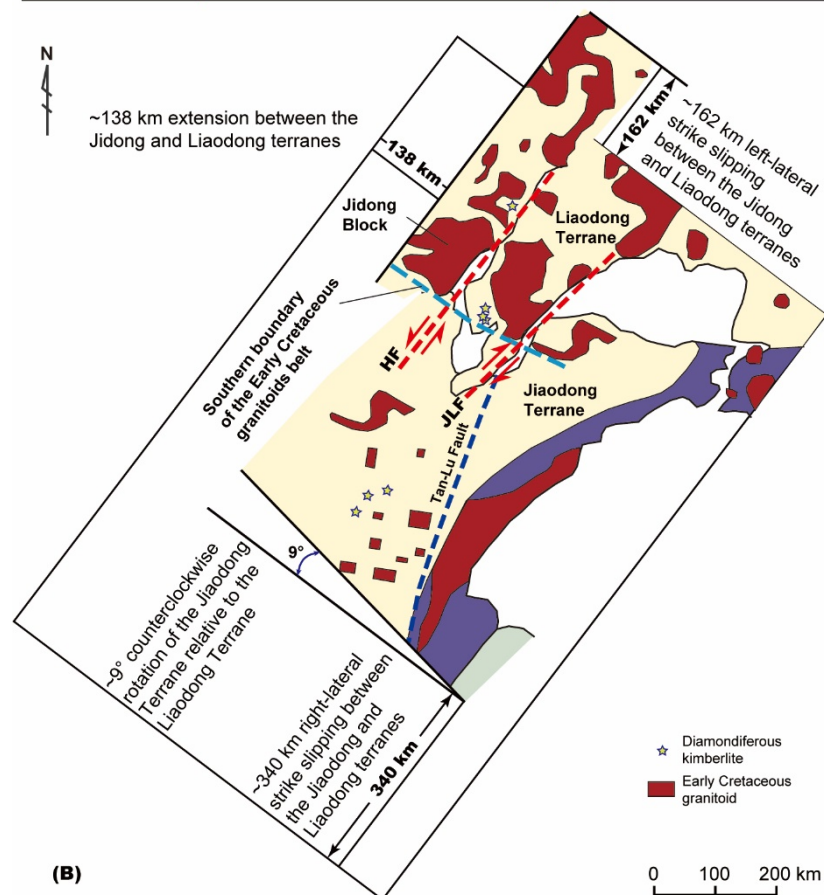 N
~138 km extension between the
Jidong and Liaodong terranes
~138 km
162 km
~162 km left-lateral
strike slipping
between the Jidong
and Liaodong terranes
Jidong
Block
Liaodong
Terrane
Southern boundary
of the Early Cretaceous
granitoids belt
HF
JLF
Jiaodong
Terrane
Tan-Lu Fault
9°
~9° counterclockwise
rotation of the Jiaodong
Terrane relative to the
Liaodong Terrane
~340 km right-lateral
strike slipping between
the Jiaodong and
Liaodong terranes
340 km
Diamondiferous
kimberlite
Early Cretaceous
granitoid
(B)
0 100 200 km